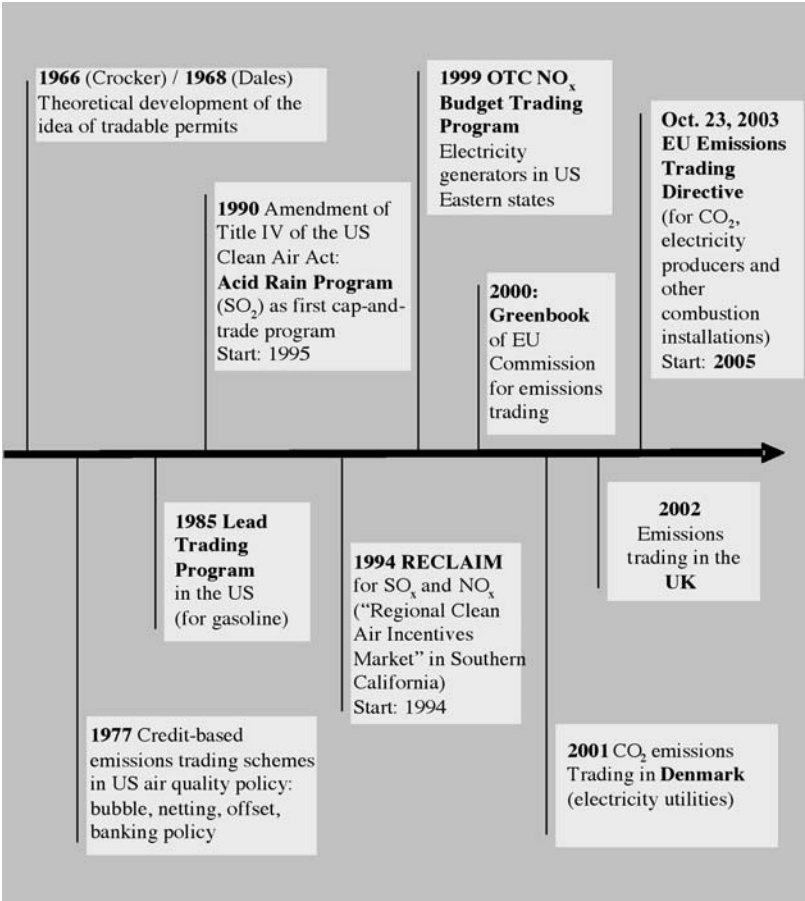 1966 (Crocker) / 1968 (Dales)
Theoretical development of the
idea of tradable permits
1990 Amendment of
Title IV of the US
Clean Air Act:
Acid Rain Program
(SO₂) as first cap-and-
trade program
Start: 1995
1999 OTC NOₓ
Budget Trading
Program
Electricity
generators in US
Eastern states
2000:
Greenbook
of EU
Commission
for emissions
trading
Oct. 23, 2003
EU Emissions
Trading
Directive
(for CO₂,
electricity
producers and
other
combustion
installations)
Start: 2005
1977 Credit-based
emissions trading schemes
in US air quality policy:
bubble, netting, offset,
banking policy
1985 Lead
Trading
Program
in the US
(for gasoline)
1994 RECLAIM
for SOₓ and NOₓ
(“Regional Clean
Air Incentives
Market” in Southern
California)
Start: 1994
2001 CO₂ emissions
Trading in Denmark
(electricity utilities)
2002
Emissions
trading in the
UK